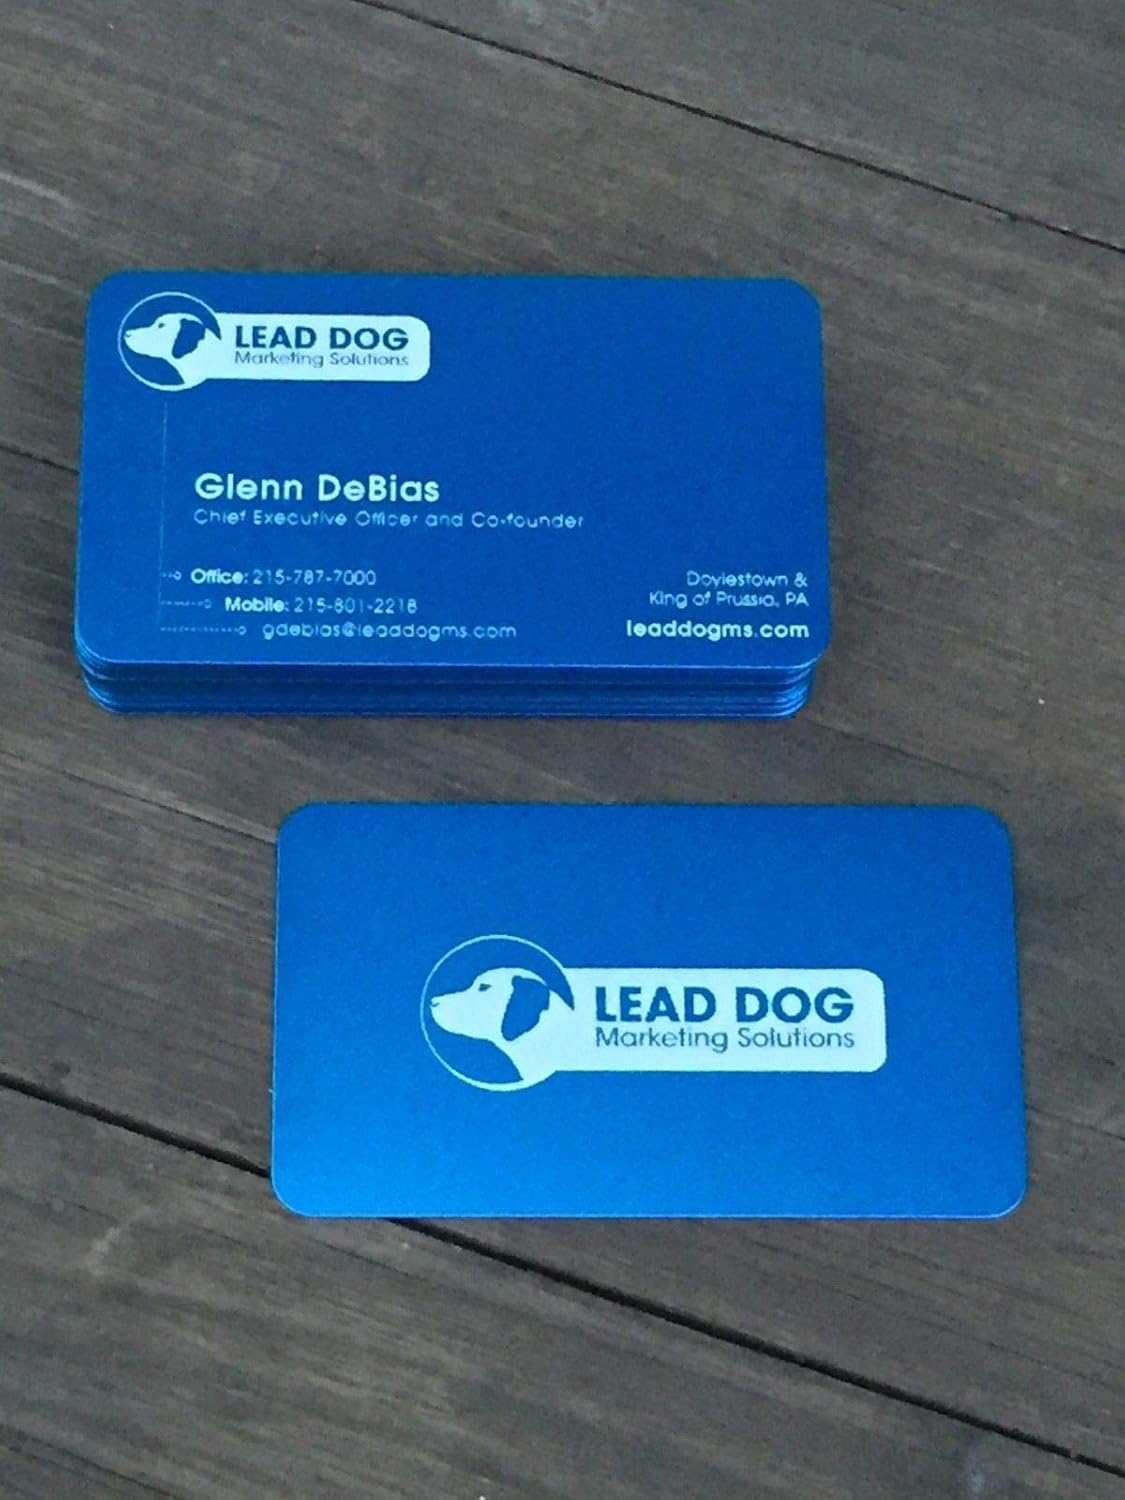 LEAD DOG
Marketing Solutions
Glenn DeBias
Chief Executive Officer and Co-founder
Office: 215-787-7000
Mobile: 215-801-2218
gdebias@leaddogms.com
Doylestown &
King of Prussia, PA
leaddogms.com
LEAD DOG
Marketing Solutions